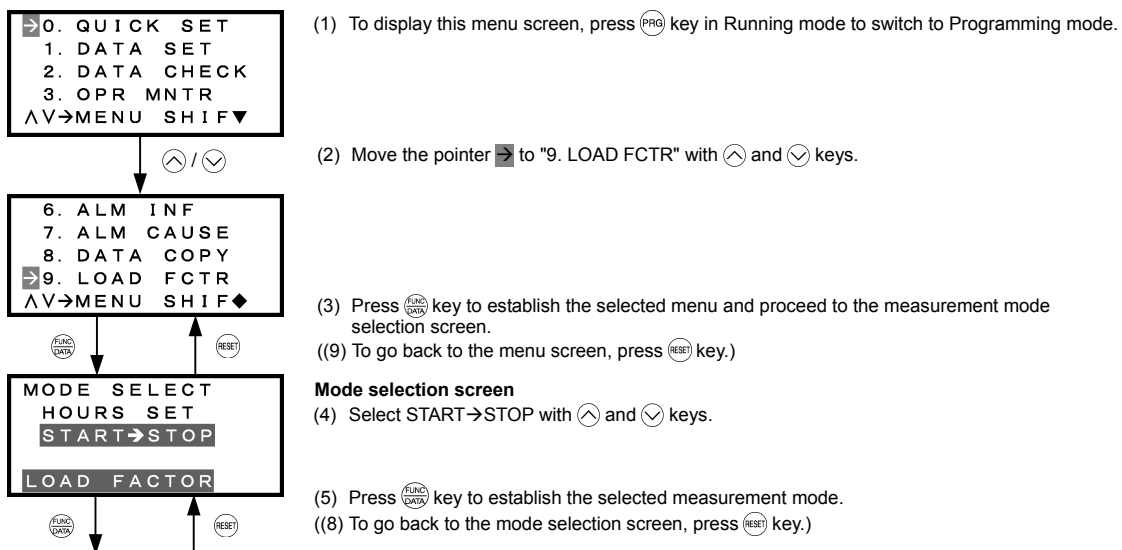 →0. QUICK SET
1. DATA SET
2. DATA CHECK
3. OPR MNTR
∧∨→MENU SHIF▼
(1) To display this menu screen, press PRG key in Running mode to switch to Programming mode.
∧ / ∨
(2) Move the pointer → to "9. LOAD FCTR" with ∧ and ∨ keys.
6. ALM INF
7. ALM CAUSE
8. DATA COPY
→9. LOAD FCTR
∧∨→MENU SHIF◆
(3) Press FUNC DATA key to establish the selected menu and proceed to the measurement mode
selection screen.
((9) To go back to the menu screen, press RESET key.)
FUNC DATA
RESET
MODE SELECT
HOURS SET
START→STOP
LOAD FACTOR
Mode selection screen
(4) Select START→STOP with ∧ and ∨ keys.
(5) Press FUNC DATA key to establish the selected measurement mode.
((8) To go back to the mode selection screen, press RESET key.)
FUNC DATA
RESET